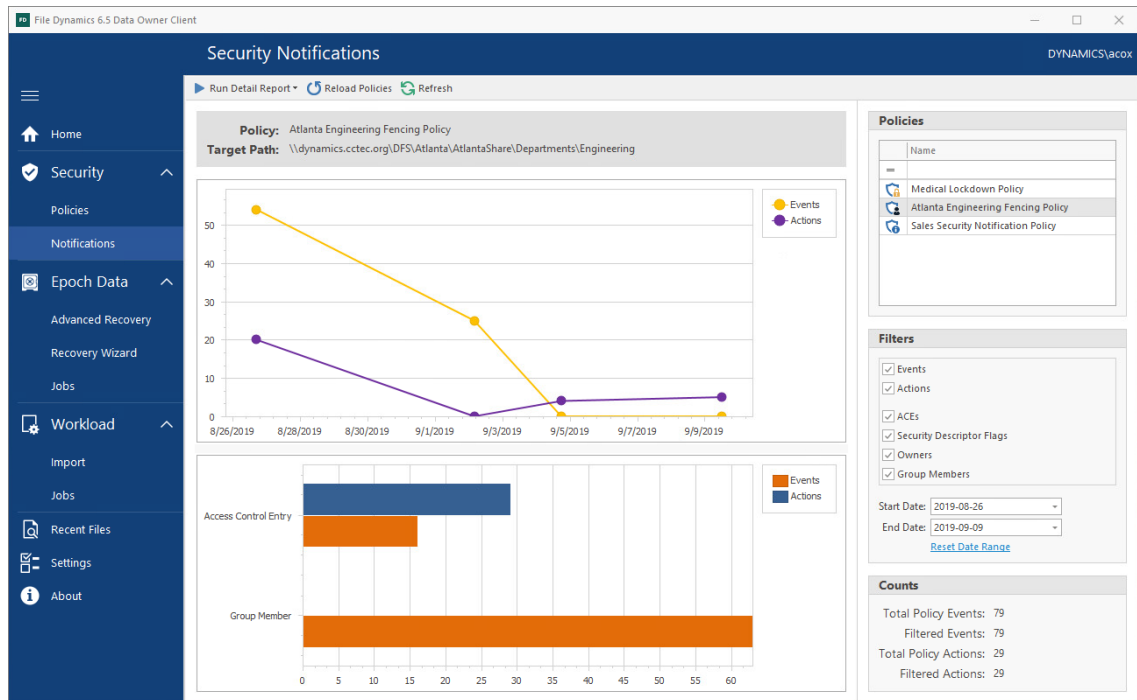 FD File Dynamics 6.5 Data Owner Client
Security Notifications
DYNAMICS\acox
Run Detail Report
Reload Policies
Refresh
Home
Security
Policies
Notifications
Epoch Data
Advanced Recovery
Recovery Wizard
Jobs
Workload
Import
Jobs
Recent Files
Settings
About
Policy: Atlanta Engineering Fencing Policy
Target Path: \\dynamics.cctec.org\DFS\Atlanta\AtlantaShare\Departments\Engineering
50
40
30
20
10
0
8/26/2019 8/28/2019 8/30/2019 9/1/2019 9/3/2019 9/5/2019 9/7/2019 9/9/2019
Events
Actions
Access Control Entry
Group Member
0 5 10 15 20 25 30 35 40 45 50 55 60
Events
Actions
Policies
Name
Medical Lockdown Policy
Atlanta Engineering Fencing Policy
Sales Security Notification Policy
Filters
Events
Actions
ACEs
Security Descriptor Flags
Owners
Group Members
Start Date: 2019-08-26
End Date: 2019-09-09
Reset Date Range
Counts
Total Policy Events: 79
Filtered Events: 79
Total Policy Actions: 29
Filtered Actions: 29